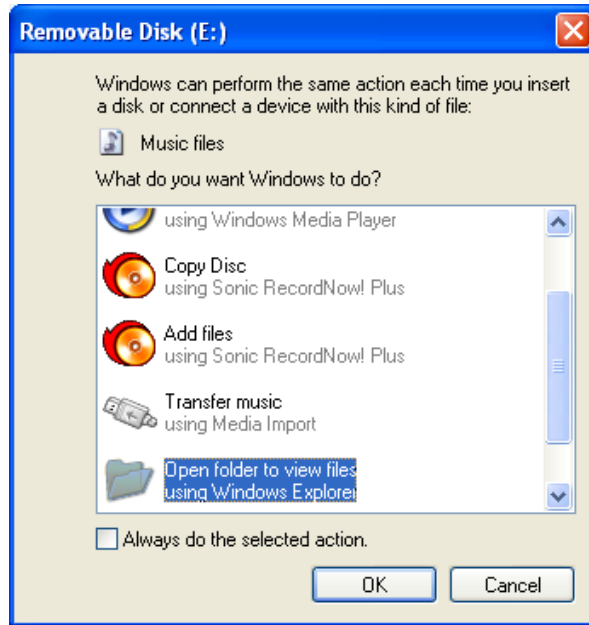 Removable Disk (E:)
Windows can perform the same action each time you insert
a disk or connect a device with this kind of file:
Music files
What do you want Windows to do?
using Windows Media Player
Copy Disc
using Sonic RecordNow! Plus
Add files
using Sonic RecordNow! Plus
Transfer music
using Media Import
Open folder to view files
using Windows Explorer
Always do the selected action.
OK
Cancel